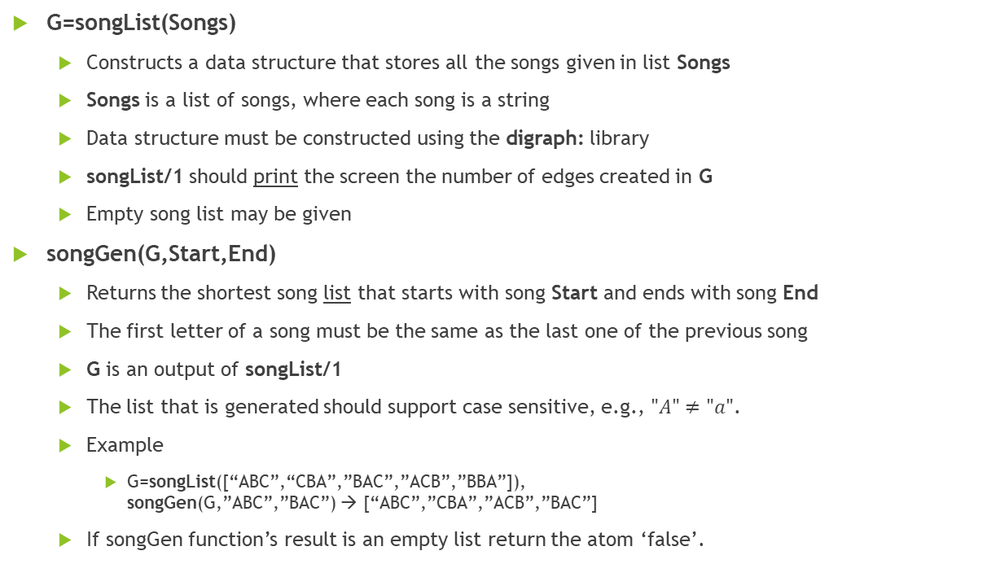 G=songList(Songs)
Constructs a data structure that stores all the songs given in list Songs
Songs is a list of songs, where each song is a string
Data structure must be constructed using the digraph: library
songList/1 should print the screen the number of edges created in G
Empty song list may be given
songGen(G,Start,End)
Returns the shortest song list that starts with song Start and ends with song End
The first letter of a song must be the same as the last one of the previous song
G is an output of songList/1
The list that is generated should support case sensitive, e.g., "A" ≠ "a".
Example
G=songList([“ABC”,“CBA”,”BAC”,”ACB”,”BBA”]),
songGen(G,”ABC”,”BAC”) → [“ABC”,”CBA”,”ACB”,”BAC”]
If songGen function’s result is an empty list return the atom ‘false’.